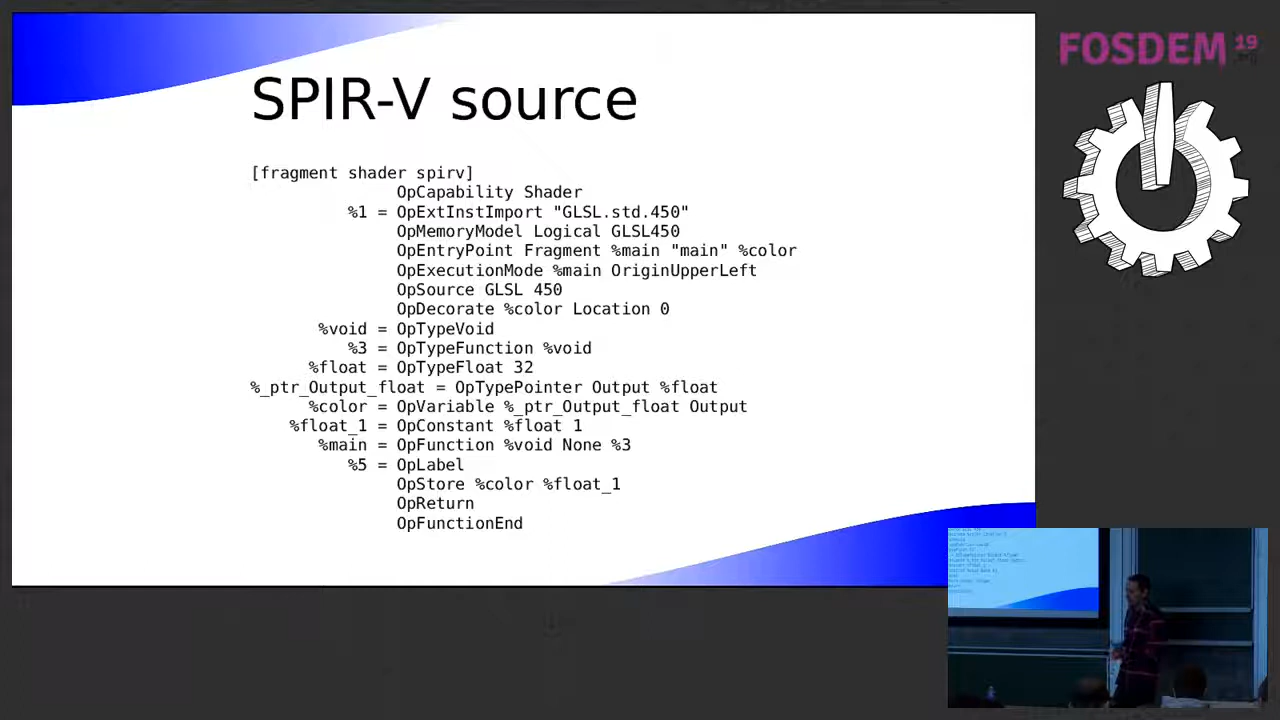 SPIR-V source
[fragment shader spirv]
OpCapability Shader
%1 = OpExtInstImport "GLSL.std.450"
OpMemoryModel Logical GLSL450
OpEntryPoint Fragment %main "main" %color
OpExecutionMode %main OriginUpperLeft
OpSource GLSL 450
OpDecorate %color Location 0
%void = OpTypeVoid
%3 = OpTypeFunction %void
%float = OpTypeFloat 32
%_ptr_Output_float = OpTypePointer Output %float
%color = OpVariable %_ptr_Output_float Output
%float_1 = OpConstant %float 1
%main = OpFunction %void None %3
%5 = OpLabel
OpStore %color %float_1
OpReturn
OpFunctionEnd
FOSDEM 19
.org